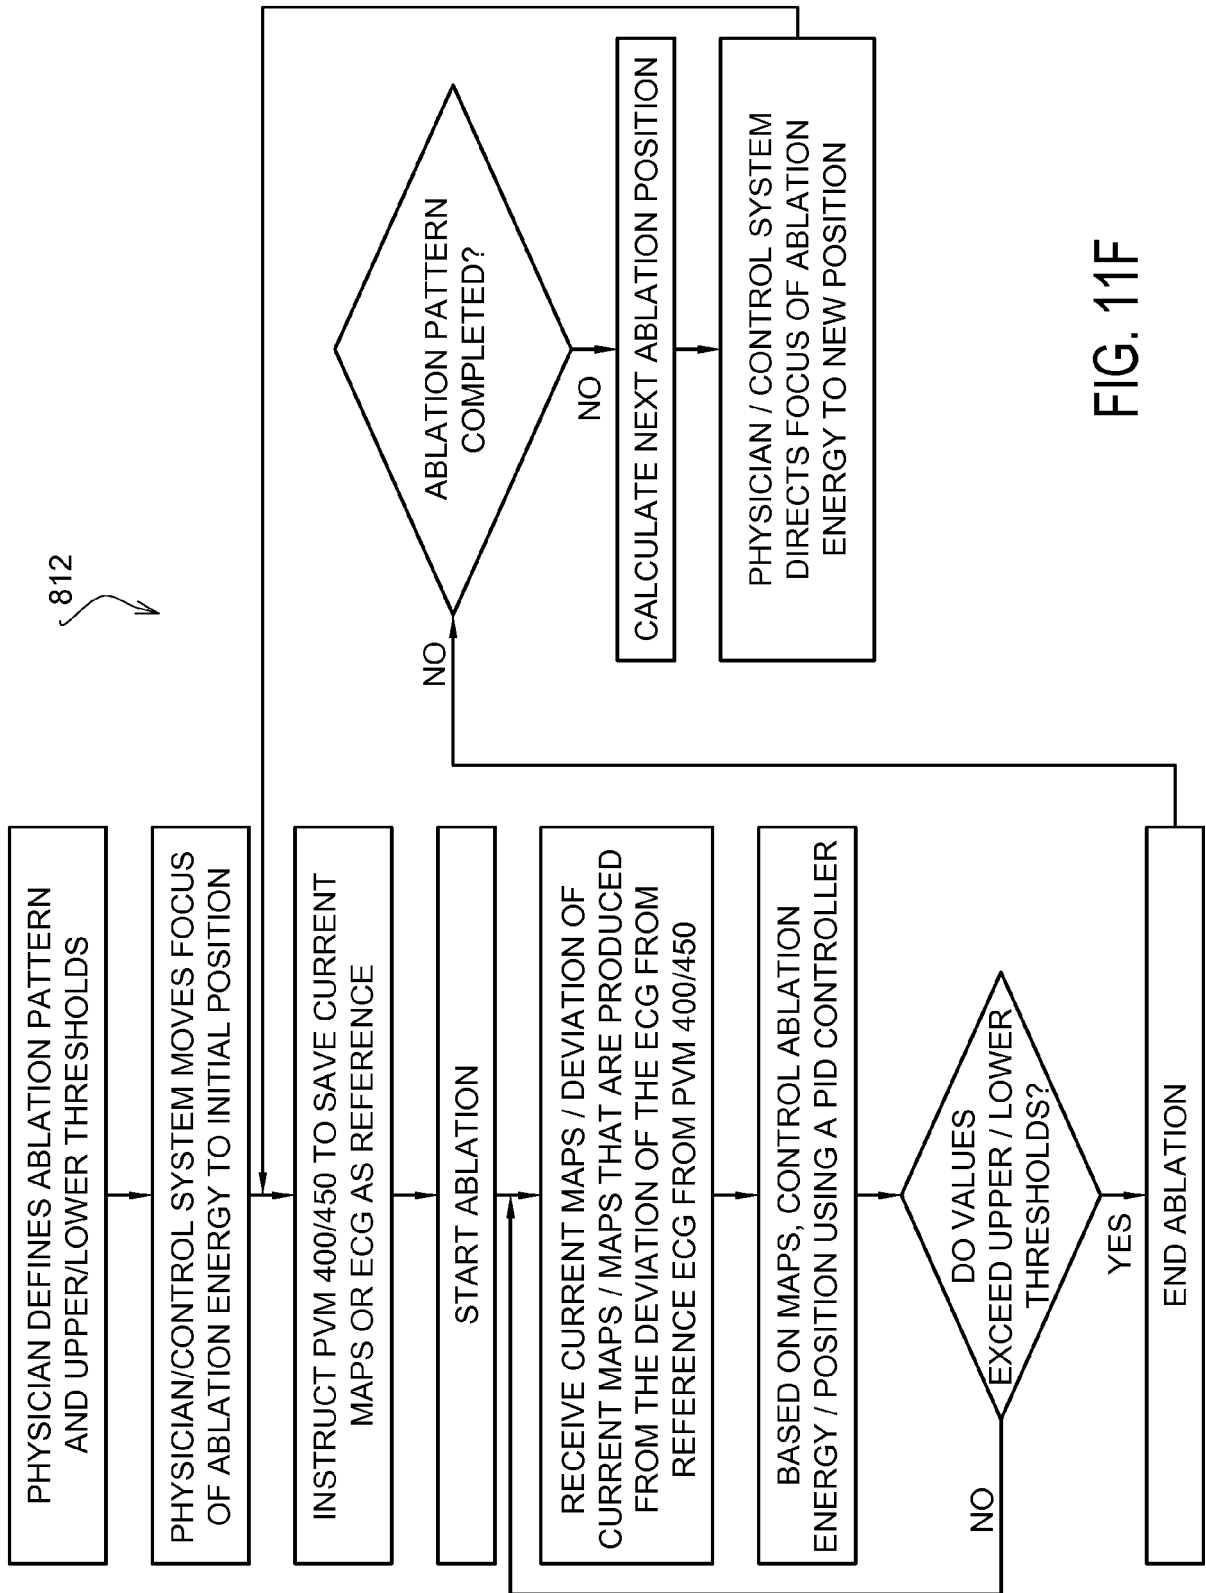 812
PHYSICIAN DEFINES ABLATION PATTERN
AND UPPER/LOWER THRESHOLDS
PHYSICIAN/CONTROL SYSTEM MOVES FOCUS
OF ABLATION ENERGY TO INITIAL POSITION
INSTRUCT PVM 400/450 TO SAVE CURRENT
MAPS OR ECG AS REFERENCE
START ABLATION
RECEIVE CURRENT MAPS / DEVIATION OF
CURRENT MAPS / MAPS THAT ARE PRODUCED
FROM THE DEVIATION OF THE ECG FROM
REFERENCE ECG FROM PVM 400/450
BASED ON MAPS, CONTROL ABLATION
ENERGY / POSITION USING A PID CONTROLLER
DO VALUES
EXCEED UPPER / LOWER
THRESHOLDS?
NO
YES
END ABLATION
NO
ABLATION PATTERN
COMPLETED?
NO
CALCULATE NEXT ABLATION POSITION
PHYSICIAN / CONTROL SYSTEM
DIRECTS FOCUS OF ABLATION
ENERGY TO NEW POSITION
FIG. 11F